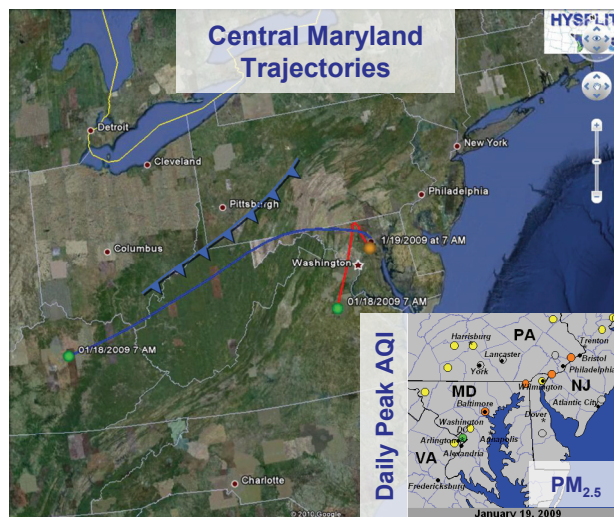 Central Maryland
Trajectories
HYSPLIT
Detroit
Cleveland
New York
Pittsburgh
Philadelphia
Columbus
1/19/2009 at 7 AM
Washington
01/18/2009 7 AM
01/18/2009 7 AM
Charlotte
© 2010 Google
Daily Peak AQI
Harrisburg
PA
Trenton
Lancaster
Bristol
York
Philadelphia
Wilmington
NJ
MD
Baltimore
Atlantic City
Dover
Washington
DC
Arlington
Annapolis
Alexandria
VA
Fredericksburg
PM2.5
January 19, 2009